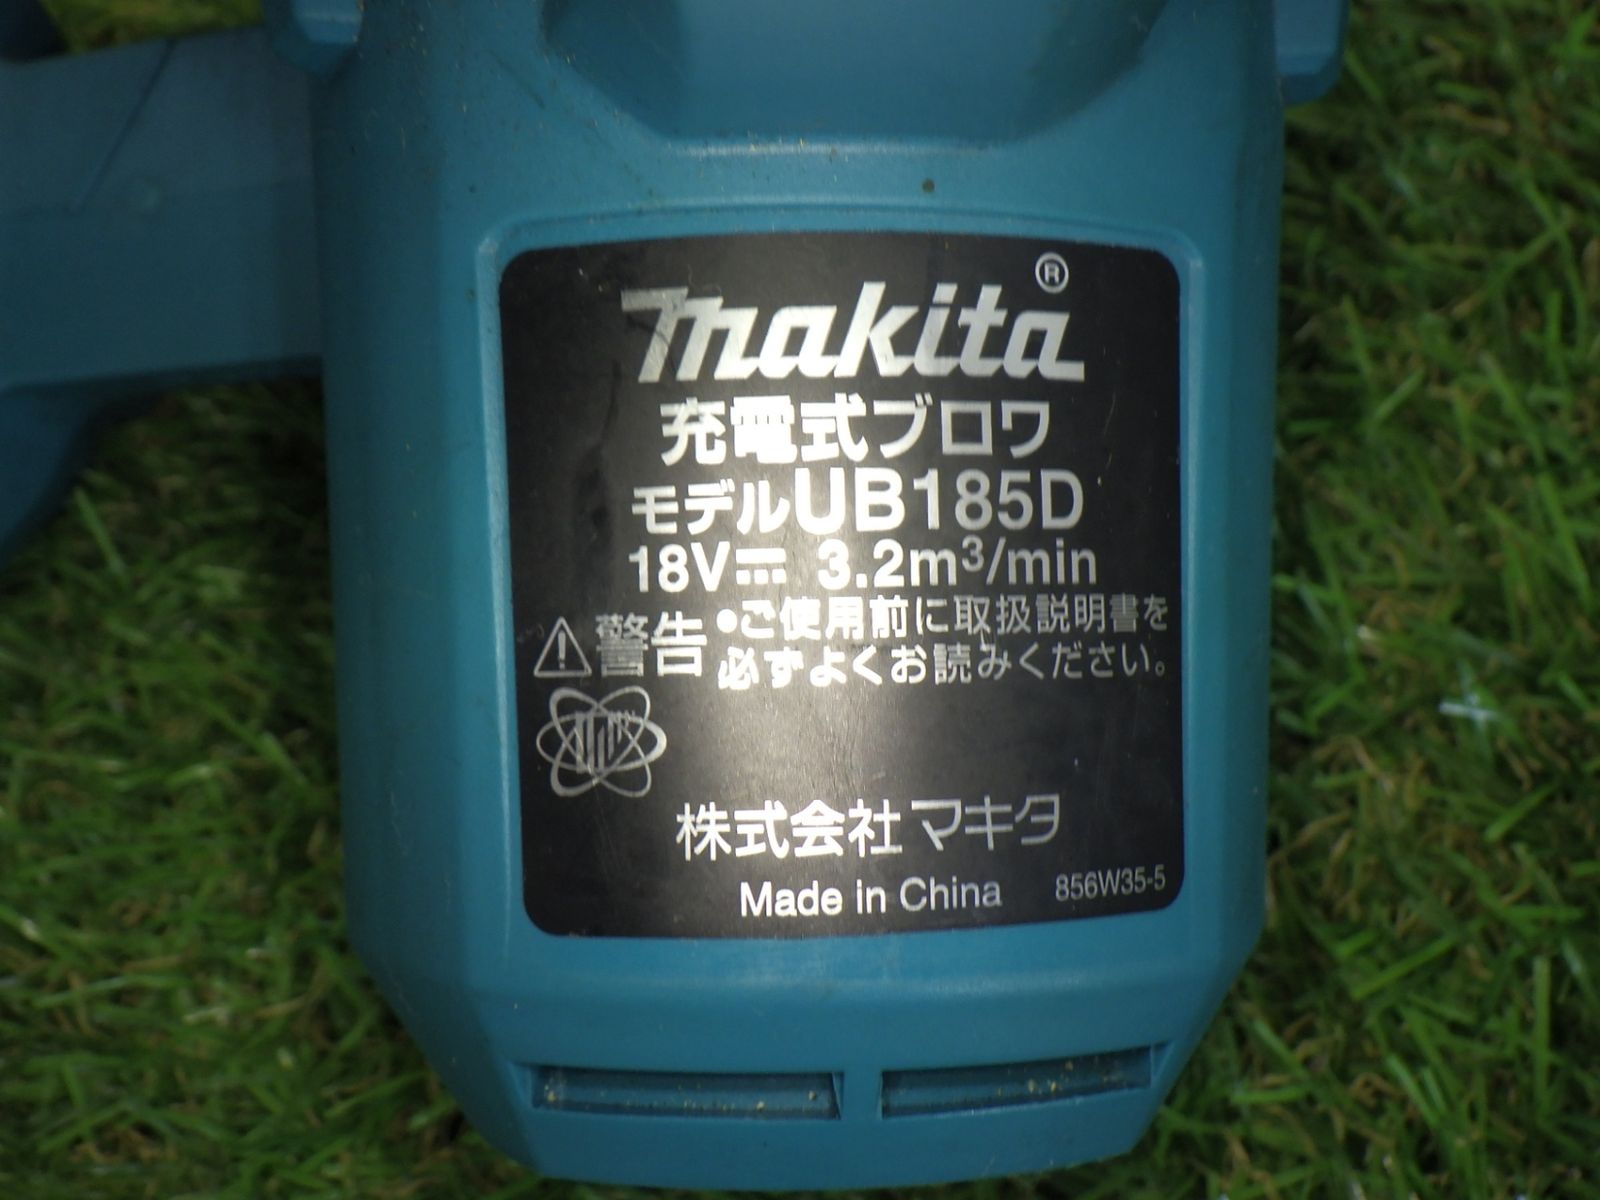 makita®
充電式ブロワ
モデルUB185D
18V⎓ 3.2m³/min
⚠警告 •ご使用前に取扱説明書を
必ずよくお読みください。
株式会社マキタ
Made in China 856W35-5